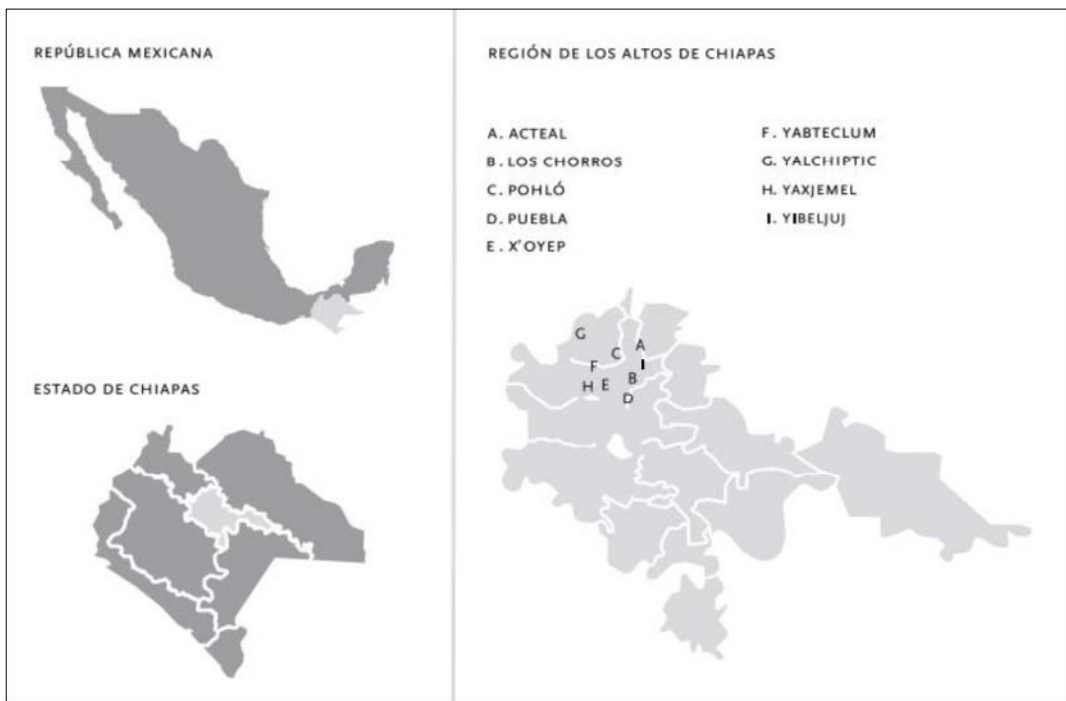 REPÚBLICA MEXICANA
ESTADO DE CHIAPAS
REGIÓN DE LOS ALTOS DE CHIAPAS
A. ACTEAL
B. LOS CHORROS
C. POHLÓ
D. PUEBLA
E. X'OYEP
F. YABTECLUM
G. YALCHIPTIC
H. YAXJEMEL
I. YIBELJUJ
G
A
C
I
F
B
H E
D